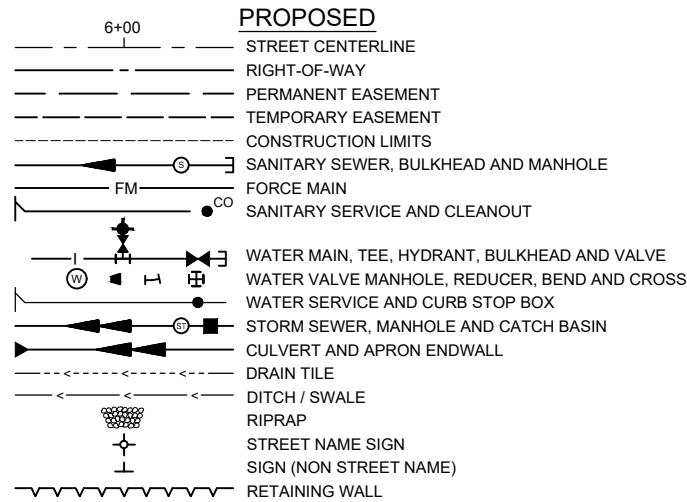 PROPOSED
6+00
STREET CENTERLINE
RIGHT-OF-WAY
PERMANENT EASEMENT
TEMPORARY EASEMENT
CONSTRUCTION LIMITS
S SANITARY SEWER, BULKHEAD AND MANHOLE
FM FORCE MAIN
CO SANITARY SERVICE AND CLEANOUT
WATER MAIN, TEE, HYDRANT, BULKHEAD AND VALVE
W WATER VALVE MANHOLE, REDUCER, BEND AND CROSS
WATER SERVICE AND CURB STOP BOX
ST STORM SEWER, MANHOLE AND CATCH BASIN
CULVERT AND APRON ENDWALL
DRAIN TILE
DITCH / SWALE
RIPRAP
STREET NAME SIGN
SIGN (NON STREET NAME)
RETAINING WALL